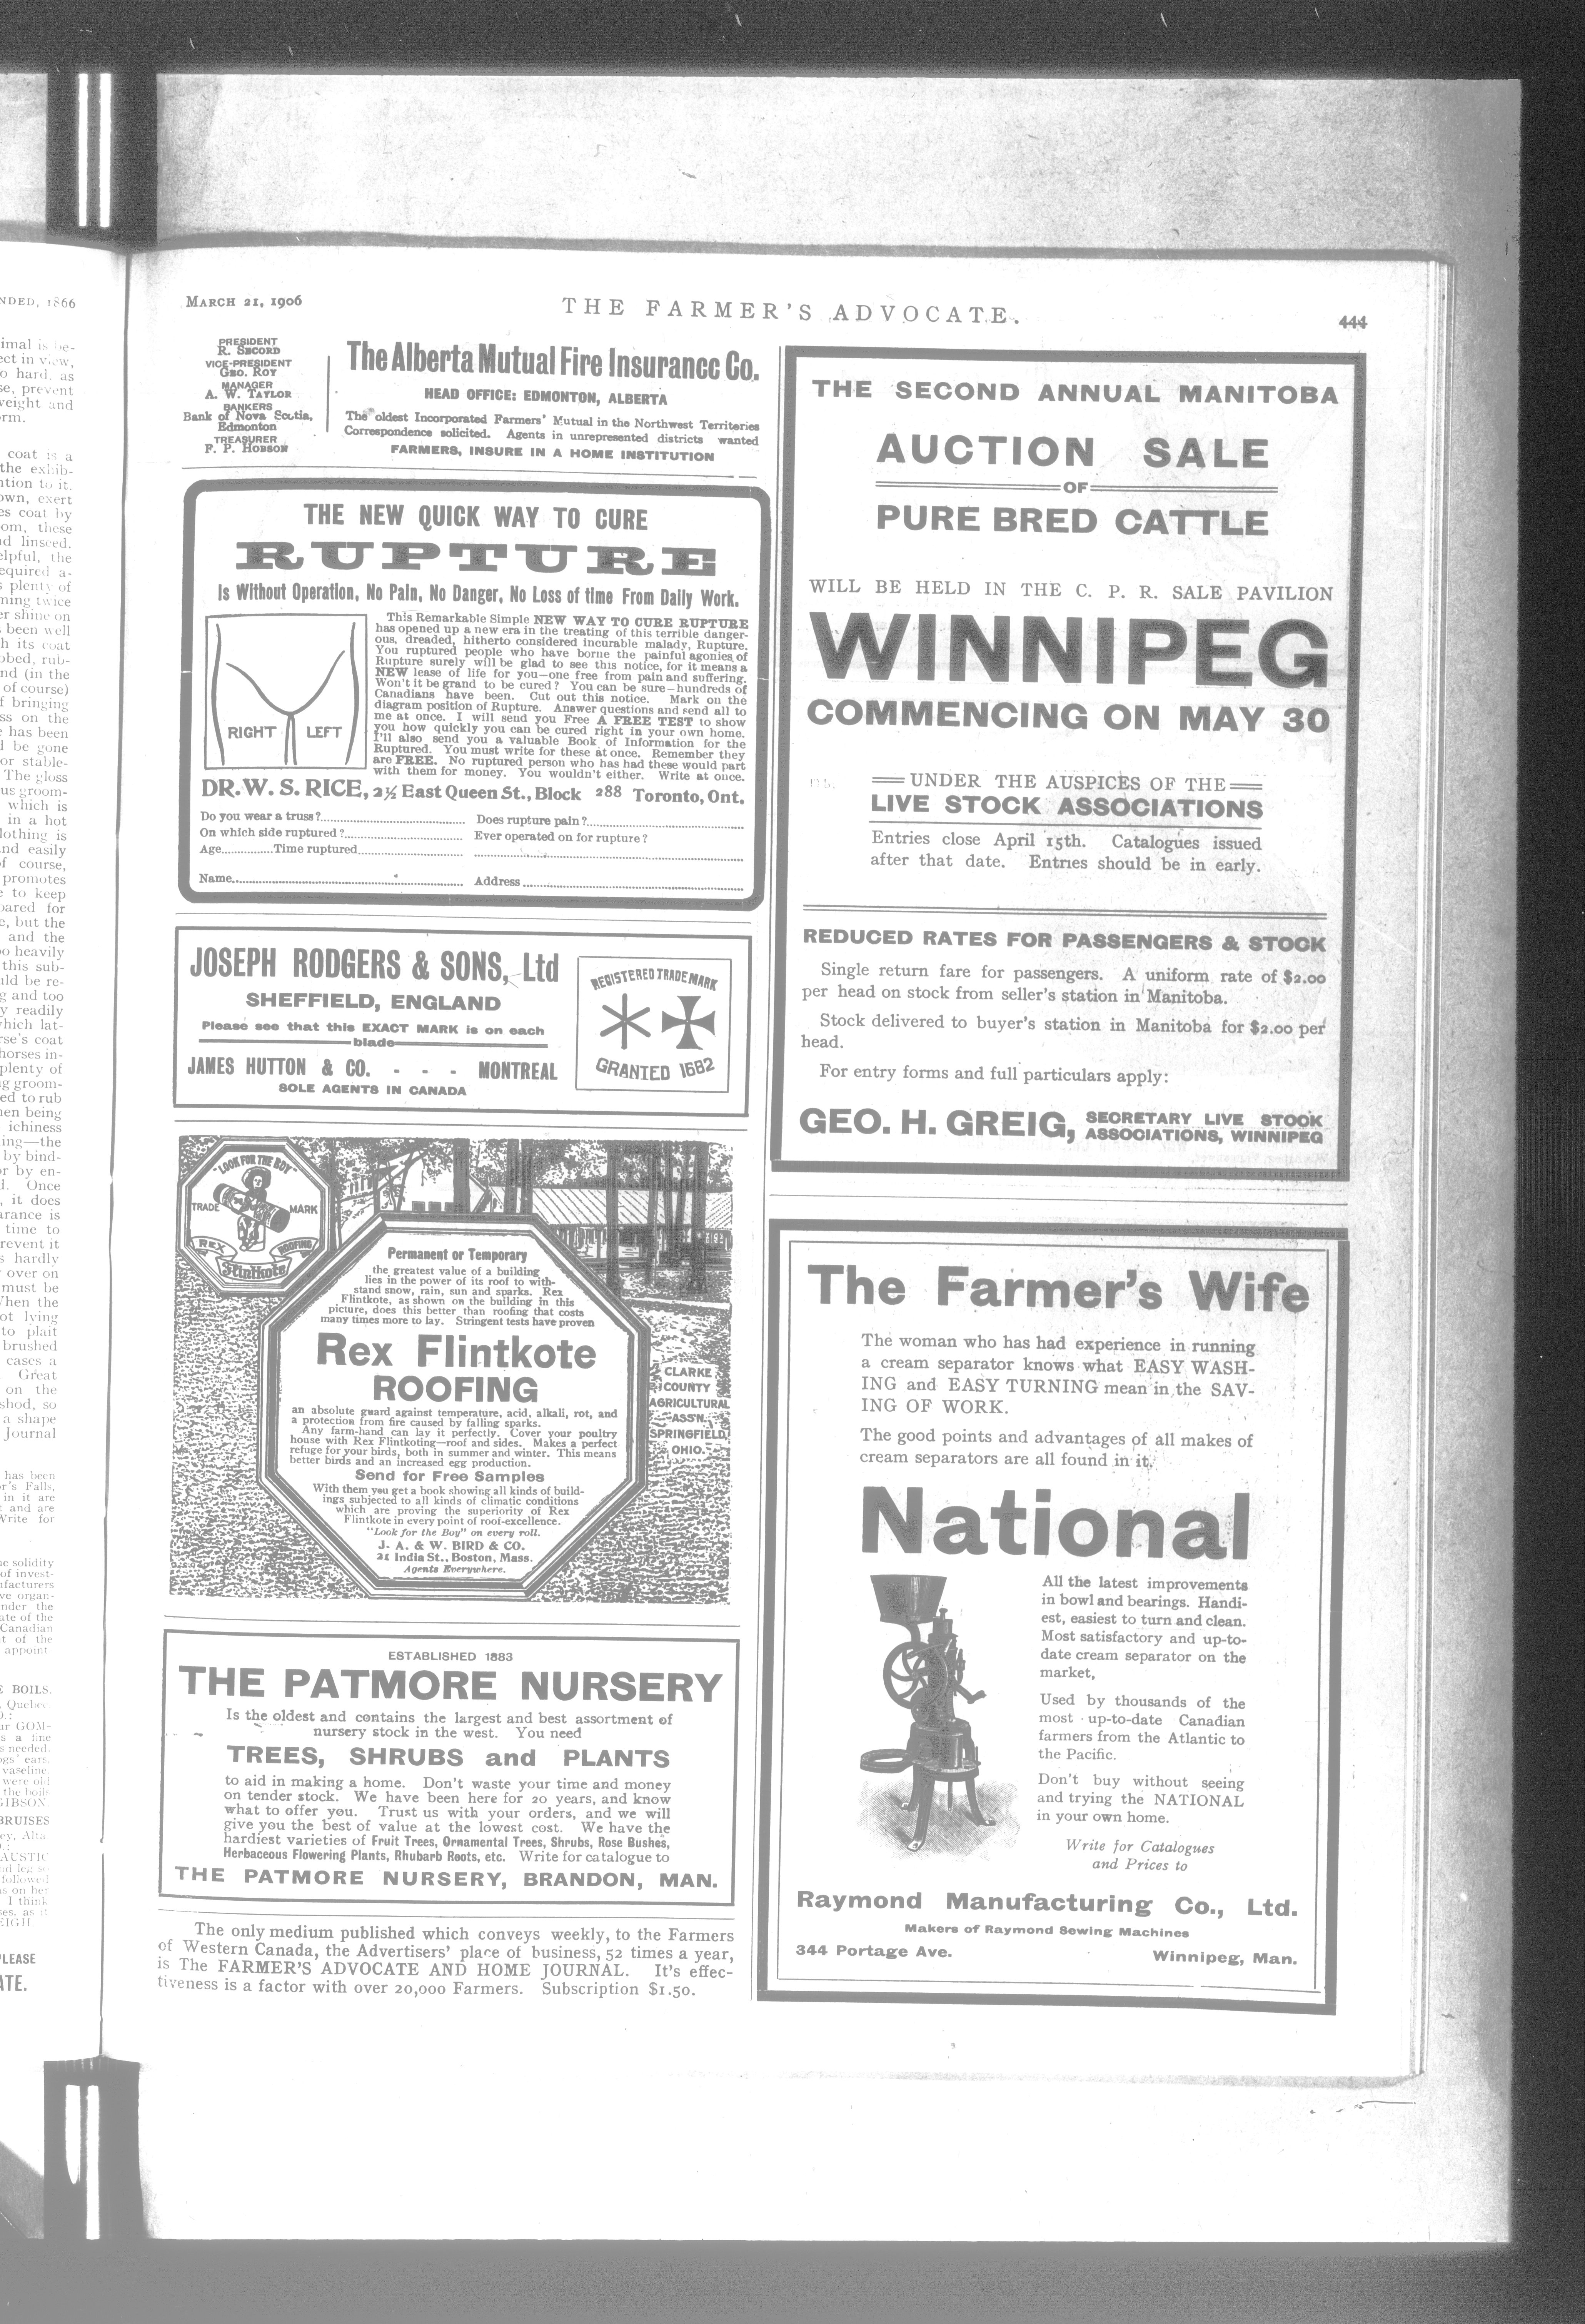 MARCH 21, 1906
THE FARMER'S ADVOCATE.
444
PRESIDENT
R. SECORD
VICE-PRESIDENT
GEO. ROY
MANAGER
A. W. TAYLOR
BANKERS
Bank of Nova Scotia,
Edmonton
TREASURER
F. P. HOBSON
The Alberta Mutual Fire Insurance Co.
HEAD OFFICE: EDMONTON, ALBERTA
The oldest Incorporated Farmers' Mutual in the Northwest Territories
Correspondence solicited. Agents in unrepresented districts wanted
FARMERS, INSURE IN A HOME INSTITUTION
THE NEW QUICK WAY TO CURE
RUPTURE
Is Without Operation, No Pain, No Danger, No Loss of time From Daily Work.
RIGHT LEFT
This Remarkable Simple NEW WAY TO CURE RUPTURE
has opened up a new era in the treating of this terrible danger-
ous, dreaded, hitherto considered incurable malady, Rupture.
You ruptured people who have borne the painful agonies of
Rupture surely will be glad to see this notice, for it means a
NEW lease of life for you—one free from pain and suffering.
Won't it be grand to be cured? You can be sure—hundreds of
Canadians have been. Cut out this notice. Mark on the
diagram position of Rupture. Answer questions and send all to
me at once. I will send you Free A FREE TEST to show
you how quickly you can be cured right in your own home.
I'll also send you a valuable Book of Information for the
Ruptured. You must write for these at once. Remember they
are FREE. No ruptured person who has had these would part
with them for money. You wouldn't either. Write at once.
DR. W. S. RICE, 2½ East Queen St., Block 288 Toronto, Ont.
Do you wear a truss?
Does rupture pain?
On which side ruptured?
Ever operated on for rupture?
Age Time ruptured
Name
Address
JOSEPH RODGERS & SONS, Ltd
SHEFFIELD, ENGLAND
Please see that this EXACT MARK is on each
blade
JAMES HUTTON & CO. - - - MONTREAL
SOLE AGENTS IN CANADA
REGISTERED TRADE MARK
GRANTED 1682
"LOOK FOR THE BOY"
TRADE MARK
REX ROOFING
Flintkote
Permanent or Temporary
the greatest value of a building
lies in the power of its roof to with-
stand snow, rain, sun and sparks. Rex
Flintkote, as shown on the building in this
picture, does this better than roofing that costs
many times more to lay. Stringent tests have proven
Rex Flintkote
ROOFING
an absolute guard against temperature, acid, alkali, rot, and
a protection from fire caused by falling sparks.
Any farm-hand can lay it perfectly. Cover your poultry
house with Rex Flintkoting—roof and sides. Makes a perfect
refuge for your birds, both in summer and winter. This means
better birds and an increased egg production.
Send for Free Samples
With them you get a book showing all kinds of build-
ings subjected to all kinds of climatic conditions
which are proving the superiority of Rex
Flintkote in every point of roof-excellence.
"Look for the Boy" on every roll.
J. A. & W. BIRD & CO.
21 India St., Boston, Mass.
Agents Everywhere.
CLARKE
COUNTY
AGRICULTURAL
ASS'N.
SPRINGFIELD,
OHIO.
ESTABLISHED 1883
THE PATMORE NURSERY
Is the oldest and contains the largest and best assortment of
nursery stock in the west. You need
TREES, SHRUBS and PLANTS
to aid in making a home. Don't waste your time and money
on tender stock. We have been here for 20 years, and know
what to offer you. Trust us with your orders, and we will
give you the best of value at the lowest cost. We have the
hardiest varieties of Fruit Trees, Ornamental Trees, Shrubs, Rose Bushes,
Herbaceous Flowering Plants, Rhubarb Roots, etc. Write for catalogue to
THE PATMORE NURSERY, BRANDON, MAN.
The only medium published which conveys weekly, to the Farmers
of Western Canada, the Advertisers' place of business, 52 times a year,
is The FARMER'S ADVOCATE AND HOME JOURNAL. It's effec-
tiveness is a factor with over 20,000 Farmers. Subscription $1.50.
THE SECOND ANNUAL MANITOBA
AUCTION SALE
OF
PURE BRED CATTLE
WILL BE HELD IN THE C. P. R. SALE PAVILION
WINNIPEG
COMMENCING ON MAY 30
UNDER THE AUSPICES OF THE
LIVE STOCK ASSOCIATIONS
Entries close April 15th. Catalogues issued
after that date. Entries should be in early.
REDUCED RATES FOR PASSENGERS & STOCK
Single return fare for passengers. A uniform rate of $2.00
per head on stock from seller's station in Manitoba.
Stock delivered to buyer's station in Manitoba for $2.00 per
head.
For entry forms and full particulars apply:
GEO. H. GREIG, SECRETARY LIVE STOCK
ASSOCIATIONS, WINNIPEG
The Farmer's Wife
The woman who has had experience in running
a cream separator knows what EASY WASH-
ING and EASY TURNING mean in the SAV-
ING OF WORK.
The good points and advantages of all makes of
cream separators are all found in it.
National
All the latest improvements
in bowl and bearings. Handi-
est, easiest to turn and clean.
Most satisfactory and up-to-
date cream separator on the
market,
Used by thousands of the
most up-to-date Canadian
farmers from the Atlantic to
the Pacific.
Don't buy without seeing
and trying the NATIONAL
in your own home.
Write for Catalogues
and Prices to
Raymond Manufacturing Co., Ltd.
Makers of Raymond Sewing Machines
344 Portage Ave. Winnipeg, Man.